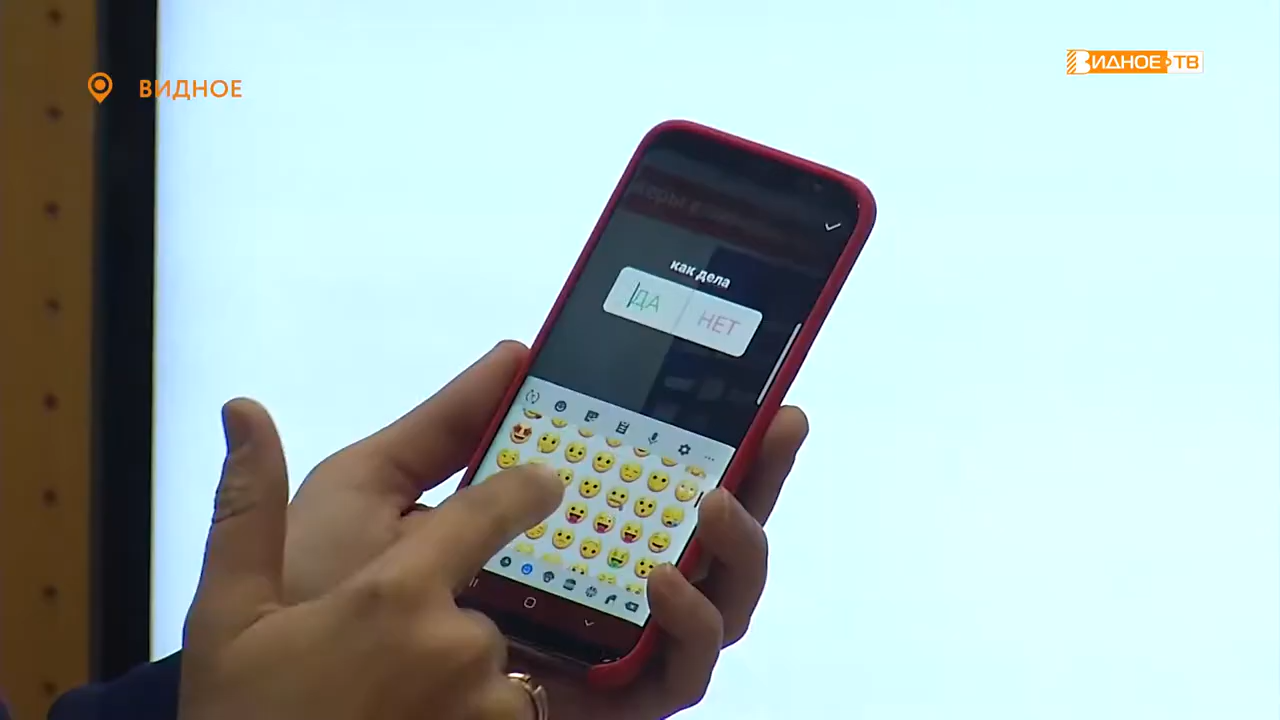 ВИДНОЕ
ВИДНОЕ ТВ
как дела
ДА
НЕТ